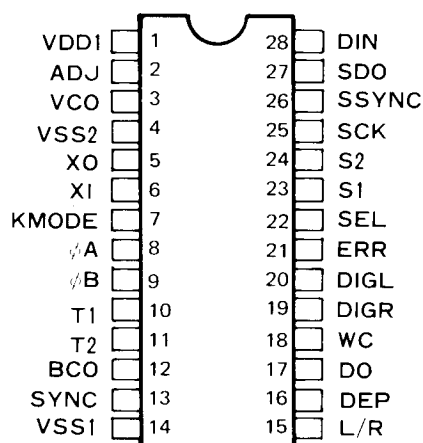 VDD1 1 28 DIN
ADJ 2 27 SDO
VCO 3 26 SSYNC
VSS2 4 25 SCK
XO 5 24 S2
XI 6 23 S1
KMODE 7 22 SEL
φA 8 21 ERR
φB 9 20 DIGL
T1 10 19 DIGR
T2 11 18 WC
BCO 12 17 DO
SYNC 13 16 DEP
VSS1 14 15 L/R